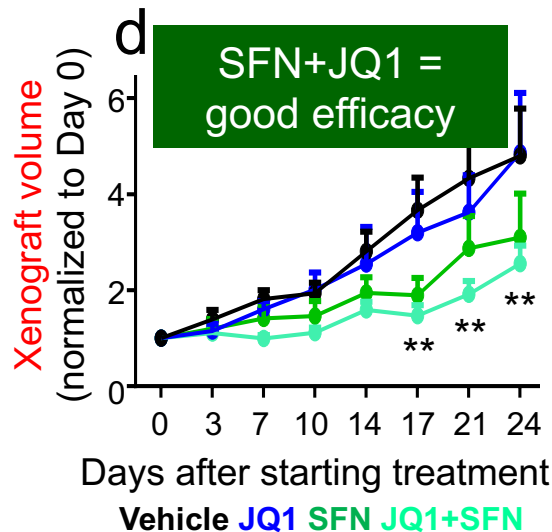 d
SFN+JQ1 =
good efficacy
Xenograft volume
(normalized to Day 0)
6
4
2
0
0 3 7 10 14 17 21 24
** ** **
Days after starting treatment
Vehicle JQ1 SFN JQ1+SFN